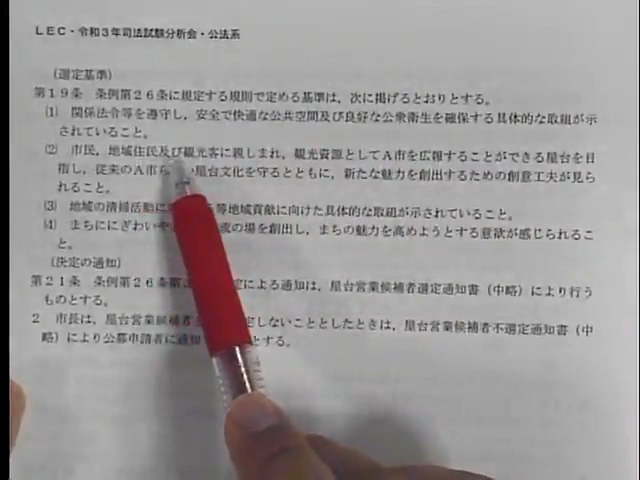 LEC・令和3年司法試験分析会・公法系
(選定基準)
第19条 条例第26条に規定する規則で定める基準は,次に掲げるとおりとする。
(1) 関係法令等を遵守し,安全で快適な公共空間及び良好な公衆衛生を確保する具体的な取組が示
されていること。
(2) 市民,地域住民及び観光客に親しまれ,観光資源としてA市を広報することができる屋台を目
指し,従来のA市ら い屋台文化を守るとともに,新たな魅力を創出するための創意工夫が見ら
れること。
(3) 地域の清掃活動に 等地域貢献に向けた具体的な取組が示されていること。
(4) まちににぎわいや 流の場を創出し,まちの魅力を高めようとする意欲が感じられるこ
と。
(決定の通知)
第21条 条例第26条第 定による通知は,屋台営業候補者選定通知書(中略)により行う
ものとする。
2 市長は,屋台営業候補者 定しないこととしたときは,屋台営業候補者不選定通知書(中
略)により公募申請者に通知 とする。